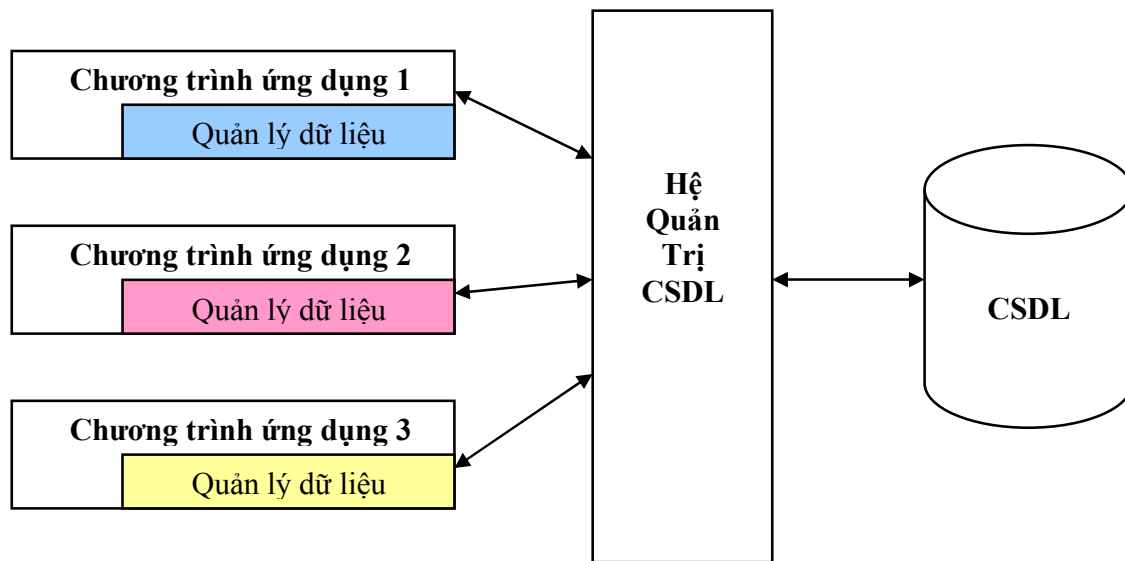 Chương trình ứng dụng 1
Quản lý dữ liệu
Chương trình ứng dụng 2
Quản lý dữ liệu
Chương trình ứng dụng 3
Quản lý dữ liệu
Hệ
Quản
Trị
CSDL
CSDL